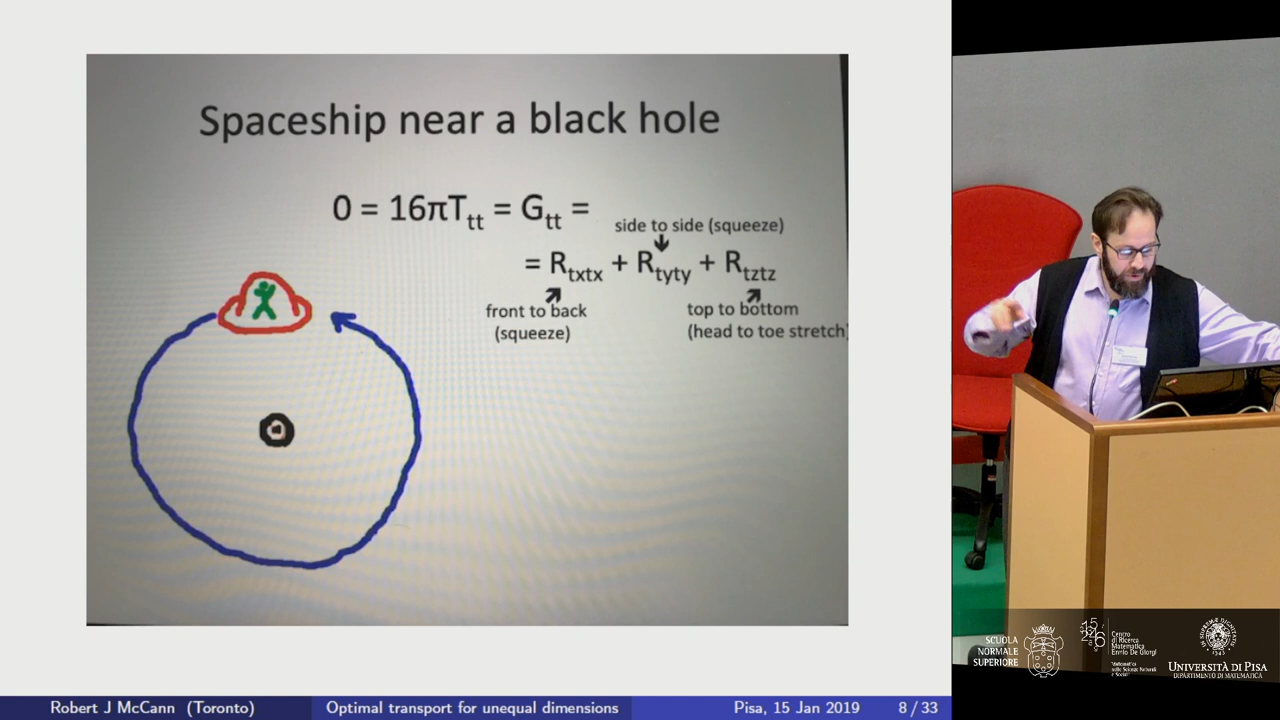 Spaceship near a black hole
0 = 16πT_tt = G_tt =
side to side (squeeze)
= R_txtx + R_tyty + R_tztz
front to back
(squeeze)
top to bottom
(head to toe stretch)
SCUOLA
NORMALE
SUPERIORE
Centro
di Ricerca
Matematica
Ennio De Giorgi
UNIVERSITÀ DI PISA
DIPARTIMENTO DI MATEMATICA
Robert J McCann (Toronto)
Optimal transport for unequal dimensions
Pisa, 15 Jan 2019
8 / 33